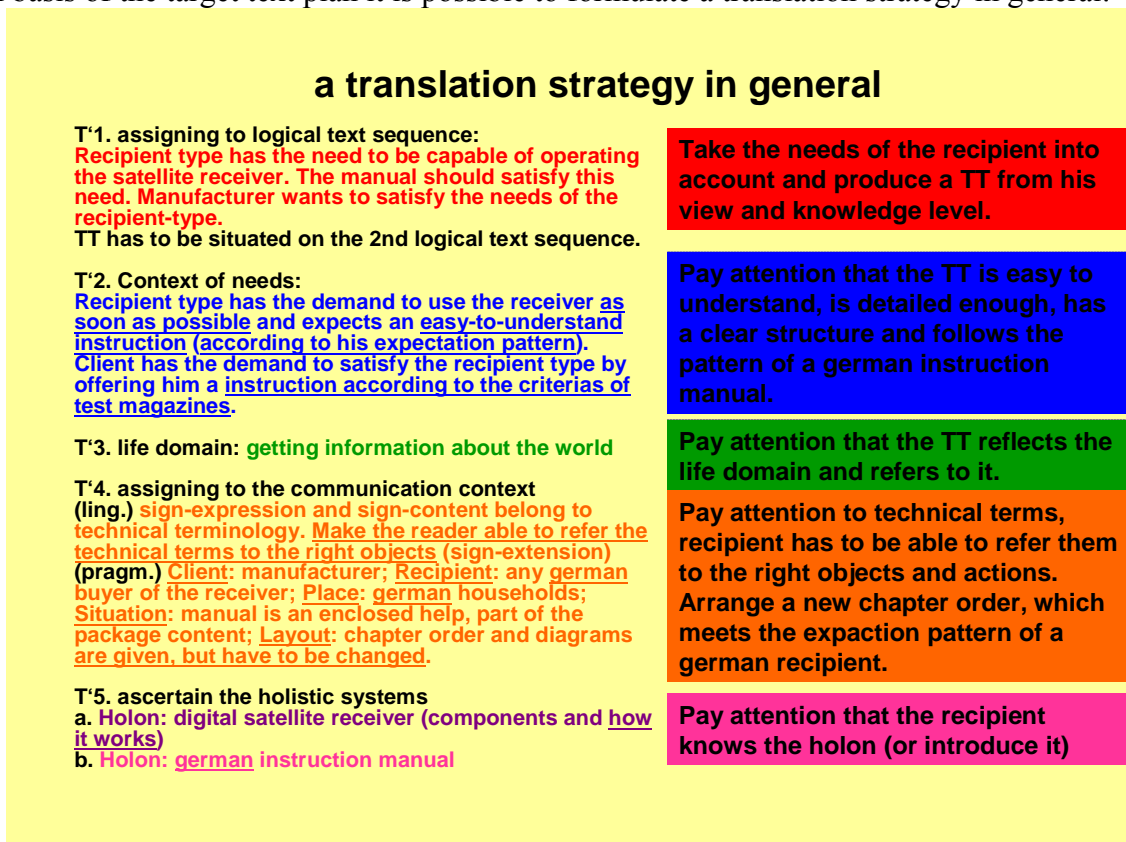 basis of the target text plan it is possible to formulate a translation strategy in general.
a translation strategy in general
T‘1. assigning to logical text sequence:
Recipient type has the need to be capable of operating
the satellite receiver. The manual should satisfy this
need. Manufacturer wants to satisfy the needs of the
recipient-type.
TT has to be situated on the 2nd logical text sequence.
T‘2. Context of needs:
Recipient type has the demand to use the receiver as
soon as possible and expects an easy-to-understand
instruction (according to his expectation pattern).
Client has the demand to satisfy the recipient type by
offering him a instruction according to the criterias of
test magazines.
T‘3. life domain: getting information about the world
T‘4. assigning to the communication context
(ling.) sign-expression and sign-content belong to
technical terminology. Make the reader able to refer the
technical terms to the right objects (sign-extension)
(pragm.) Client: manufacturer; Recipient: any german
buyer of the receiver; Place: german households;
Situation: manual is an enclosed help, part of the
package content; Layout: chapter order and diagrams
are given, but have to be changed.
T‘5. ascertain the holistic systems
a. Holon: digital satellite receiver (components and how
it works)
b. Holon: german instruction manual
Take the needs of the recipient into
account and produce a TT from his
view and knowledge level.
Pay attention that the TT is easy to
understand, is detailed enough, has
a clear structure and follows the
pattern of a german instruction
manual.
Pay attention that the TT reflects the
life domain and refers to it.
Pay attention to technical terms,
recipient has to be able to refer them
to the right objects and actions.
Arrange a new chapter order, which
meets the expaction pattern of a
german recipient.
Pay attention that the recipient
knows the holon (or introduce it)